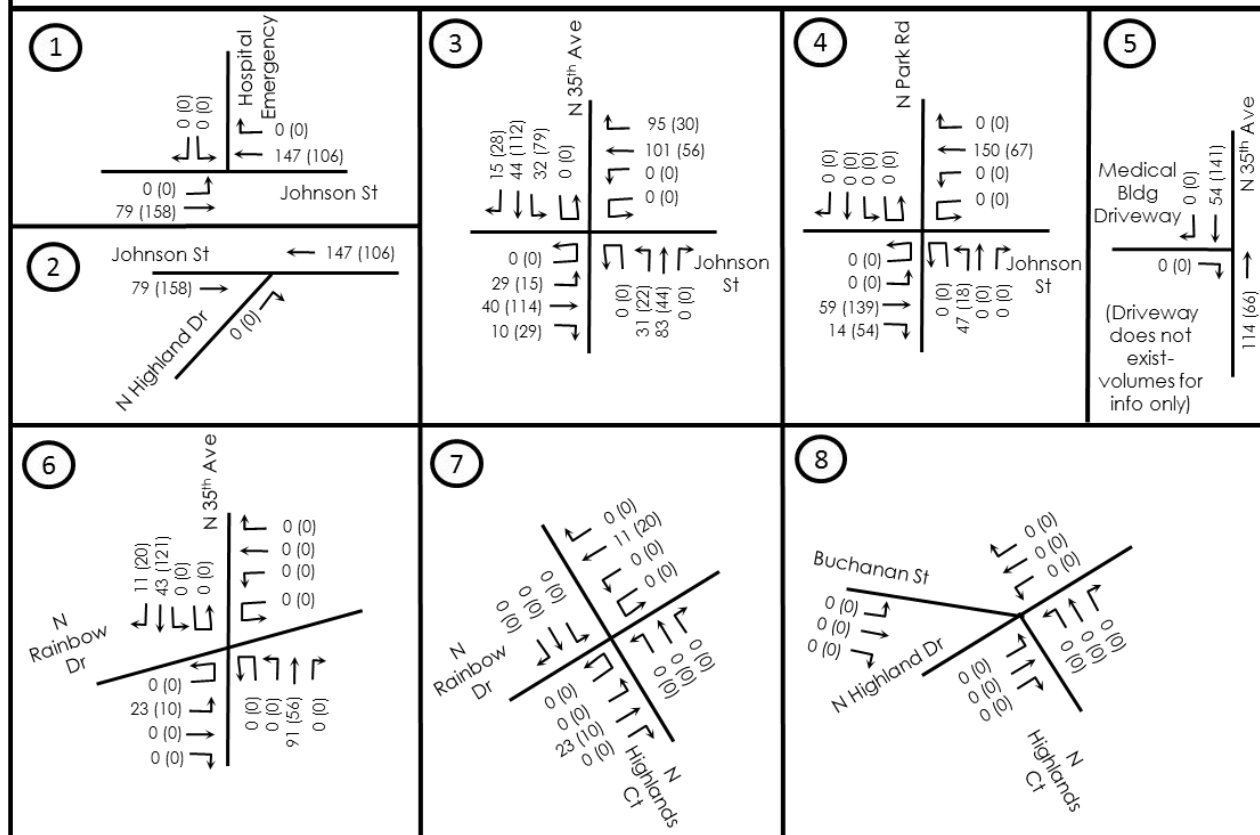 1
Hospital
Emergency
0 (0)
0 (0)
0 (0)
147 (106)
0 (0)
79 (158)
Johnson St
2
Johnson St
147 (106)
79 (158)
0 (0)
N Highland Dr
3
N 35th Ave
15 (28)
44 (112)
32 (79)
0 (0)
95 (30)
101 (56)
0 (0)
0 (0)
0 (0)
29 (15)
40 (114)
10 (29)
0 (0)
31 (22)
83 (44)
0 (0)
Johnson
St
4
N Park Rd
0 (0)
0 (0)
0 (0)
0 (0)
0 (0)
150 (67)
0 (0)
0 (0)
0 (0)
0 (0)
59 (139)
14 (54)
0 (0)
47 (18)
0 (0)
0 (0)
Johnson
St
5
N 35th Ave
Medical
Bldg
Driveway
0 (0)
54 (141)
0 (0)
114 (66)
(Driveway
does not
exist-
volumes for
info only)
6
N 35th Ave
11 (20)
43 (121)
0 (0)
0 (0)
0 (0)
0 (0)
0 (0)
0 (0)
N
Rainbow
Dr
0 (0)
23 (10)
0 (0)
0 (0)
0 (0)
0 (0)
91 (56)
0 (0)
7
0 (0)
11 (20)
0 (0)
0 (0)
0 (0)
0 (0)
0 (0)
N
Rainbow
Dr
0 (0)
0 (0)
23 (10)
0 (0)
0 (0)
0 (0)
0 (0)
N
Highlands
Ct
8
0 (0)
0 (0)
0 (0)
Buchanan St
0 (0)
0 (0)
0 (0)
N Highland Dr
0 (0)
0 (0)
0 (0)
0 (0)
0 (0)
0 (0)
N
Highlands
Ct